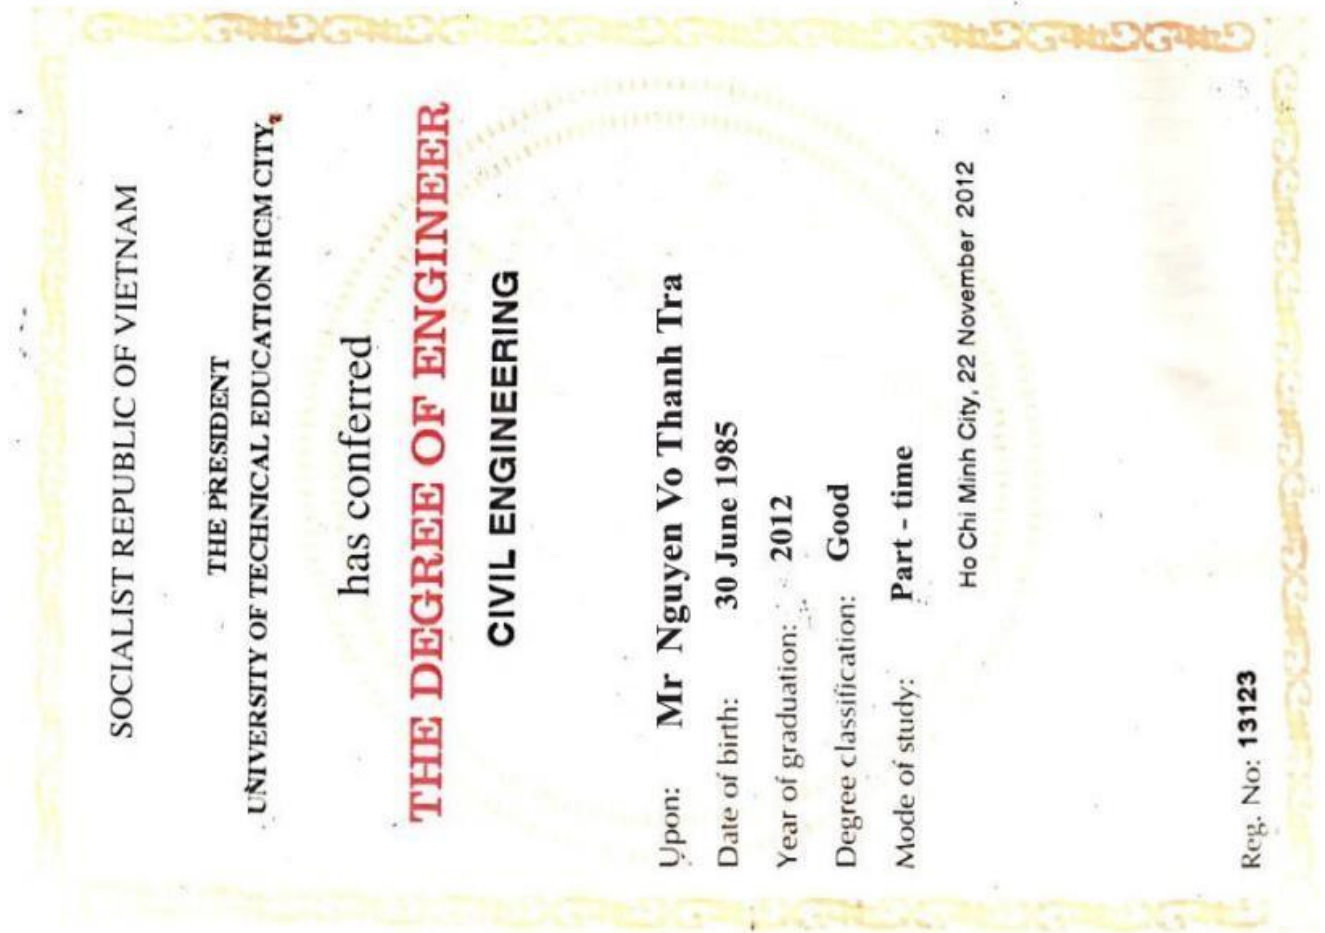 SOCIALIST REPUBLIC OF VIETNAM
THE PRESIDENT
UNIVERSITY OF TECHNICAL EDUCATION HCM CITY
has conferred
THE DEGREE OF ENGINEER
CIVIL ENGINEERING
Upon: Mr Nguyen Vo Thanh Tra
Date of birth: 30 June 1985
Year of graduation: 2012
Degree classification: Good
Mode of study: Part - time
Ho Chi Minh City, 22 November 2012
Reg. No: 13123